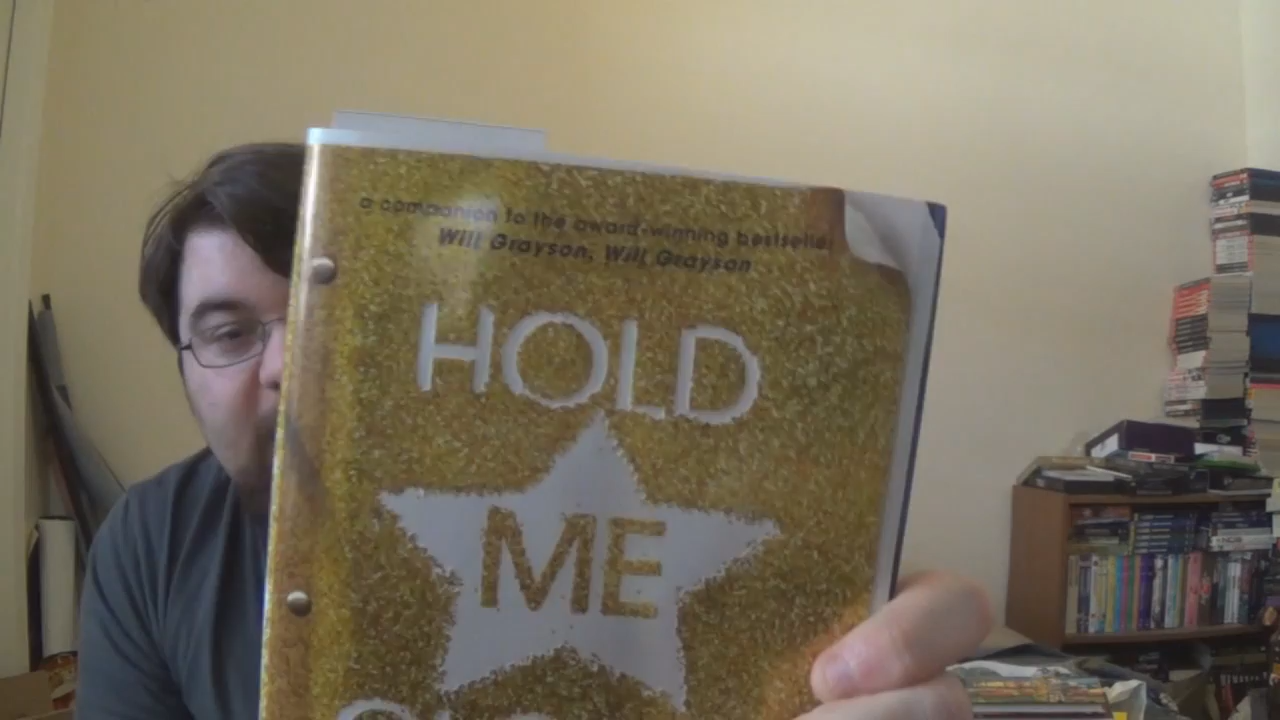 a companion to the award-winning bestseller
Will Grayson, Will Grayson
HOLD
ME